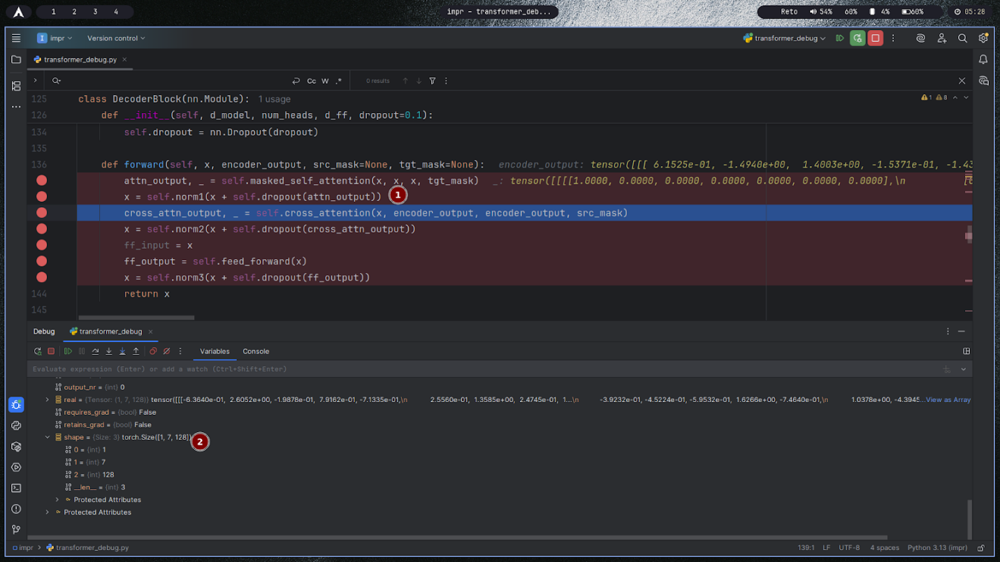 1 2 3 4
impr - transformer_deb...
Reto 54% 60% 4% 60% 05:28
I impr Version control
transformer_debug
transformer_debug.py
Cc W .* 0 results
125 class DecoderBlock(nn.Module): 1 usage
126 def __init__(self, d_model, num_heads, d_ff, dropout=0.1):
1 8
134 self.dropout = nn.Dropout(dropout)
135
136 def forward(self, x, encoder_output, src_mask=None, tgt_mask=None): encoder_output: tensor([[[ 6.1525e-01, -1.4940e+00, 1.4003e+00, -1.5371e-01, -1.43
attn_output, _ = self.masked_self_attention(x, x, x, tgt_mask) _: tensor([[[[1.0000, 0.0000, 0.0000, 0.0000, 0.0000, 0.0000, 0.0000],\n
x = self.norm1(x + self.dropout(attn_output)) 1
cross_attn_output, _ = self.cross_attention(x, encoder_output, encoder_output, src_mask)
x = self.norm2(x + self.dropout(cross_attn_output))
ff_input = x
ff_output = self.feed_forward(x)
x = self.norm3(x + self.dropout(ff_output))
144 return x
145
Debug transformer_debug
Variables Console
Evaluate expression (Enter) or add a watch (Ctrl+Shift+Enter)
output_nr = {int} 0
real = {Tensor: (1, 7, 128)} tensor([[[-6.3640e-01, 2.6052e+00, -1.9878e-01, 7.9162e-01, -7.1335e-01,\n 2.5560e-01, 1.3585e+00, 2.4745e-01, 1...\n -3.9232e-01, -4.5224e-01, -5.9532e-01, 1.6266e+00, -7.4640e-01,\n 1.0378e+00, -4.3945 ...View as Array
requires_grad = {bool} False
retains_grad = {bool} False
shape = {Size: 3} torch.Size([1, 7, 128]) 2
0 = {int} 1
1 = {int} 7
2 = {int} 128
__len__ = {int} 3
Protected Attributes
Protected Attributes
impr transformer_debug.py 139:1 LF UTF-8 4 spaces Python 3.13 (impr)